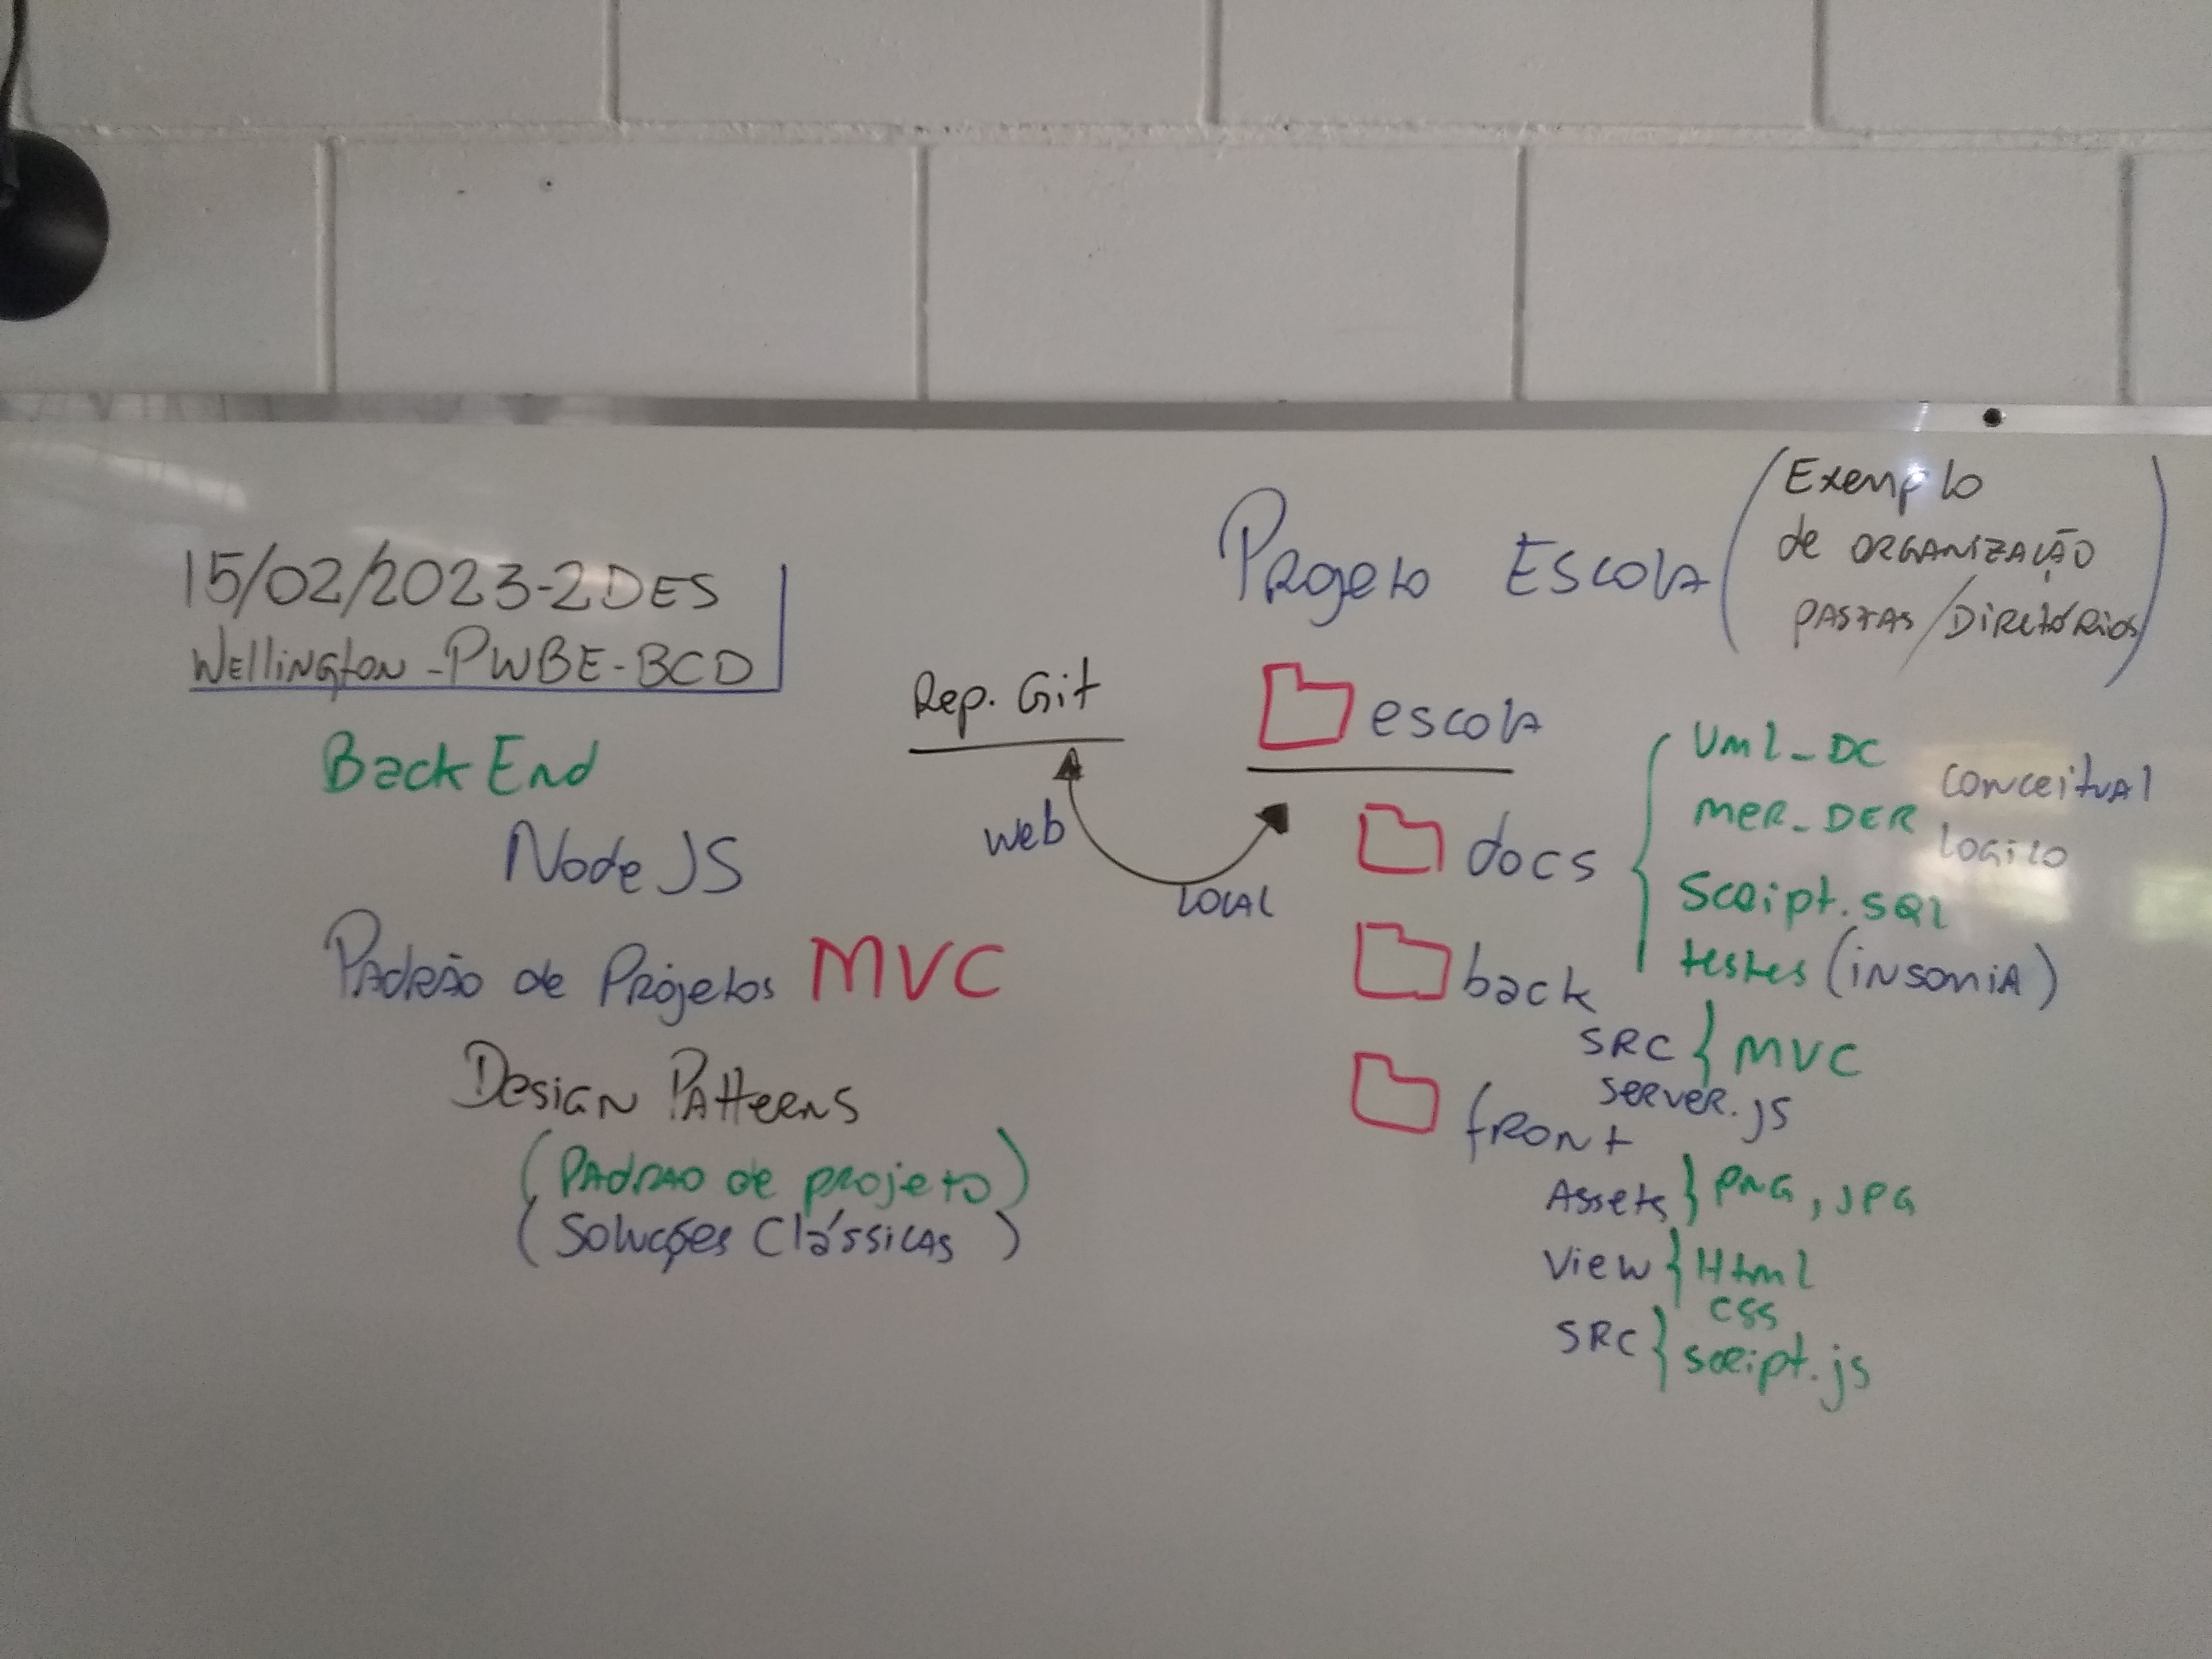 15/02/2023-2DES
Wellington-PWBE-BCD
Back End
Node JS
Padrão de Projetos MVC
Design Patterns
(Padrao de projeto)
(Soluções Clássicas)
Rep. Git
web
local
Projeto Escola (Exemplo
de organização
pastas/Diretórios)
escola
docs
Uml_DC
mer_DER conceitual
logico
Script.sql
testes (insomia)
back
src } MVC
server.js
front
Assets } PNG, JPG
View } Html
css
src } script.js